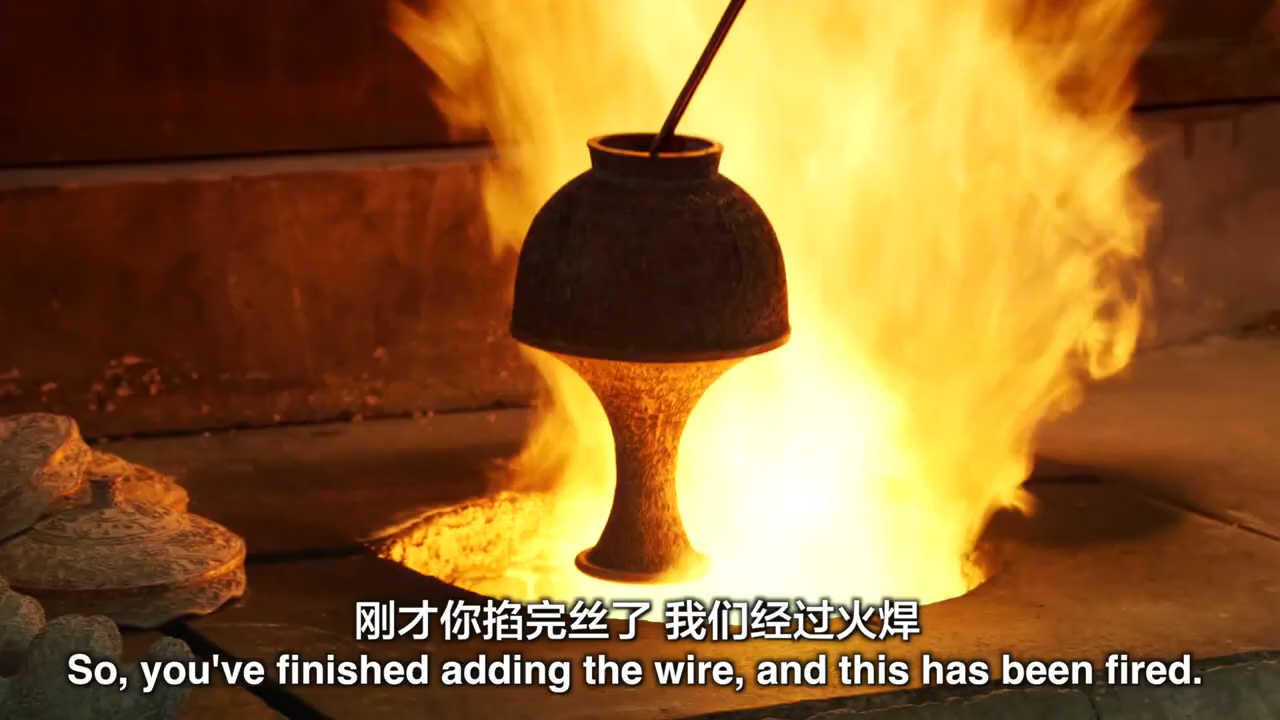 刚才你掐完丝了 我们经过火焊
So, you've finished adding the wire, and this has been fired.